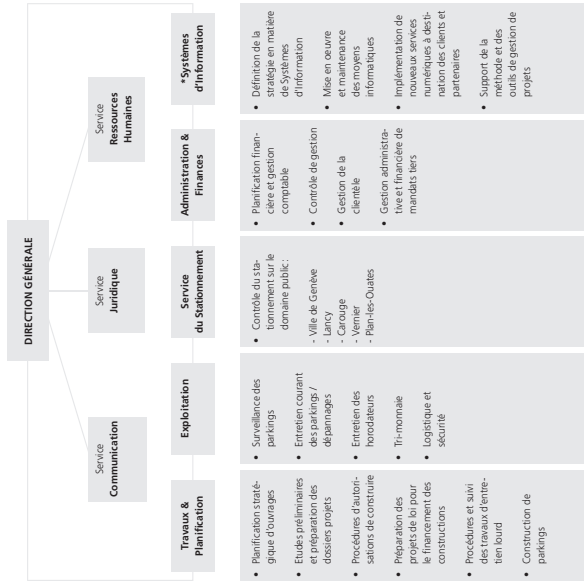 DIRECTION GÉNÉRALE
Service
Communication
Service
Juridique
Service
Ressources
Humaines
Travaux &
Planification
Exploitation
Service
du Stationnement
Administration &
Finances
*Systèmes
d'Information
• Planification straté-
gique d'ouvrages
• Etudes préliminaires
et préparation des
dossiers projets
• Procédures d'autori-
sations de construire
• Préparation des
projets de loi pour
le financement des
constructions
• Procédures et suivi
des travaux d'entre-
tien lourd
• Construction de
parkings
• Surveillance des
parkings
• Entretien courant
des parkings /
dépannages
• Entretien des
horodateurs
• Tri-monnaie
• Logistique et
sécurité
• Contrôle du sta-
tionnement sur le
domaine public :
- Ville de Genève
- Lancy
- Carouge
- Vernier
- Plan-les-Ouates
• Planification finan-
cière et gestion
comptable
• Contrôle de gestion
• Gestion de la
clientèle
• Gestion administra-
tive et financière de
mandats tiers
• Définition de la
stratégie en matière
de Systèmes
d'Information
• Mise en oeuvre
et maintenance
des moyens
informatiques
• Implémentation de
nouveaux services
numériques à desti-
nation des clients et
partenaires
• Support de la
méthode et des
outils de gestion de
projets